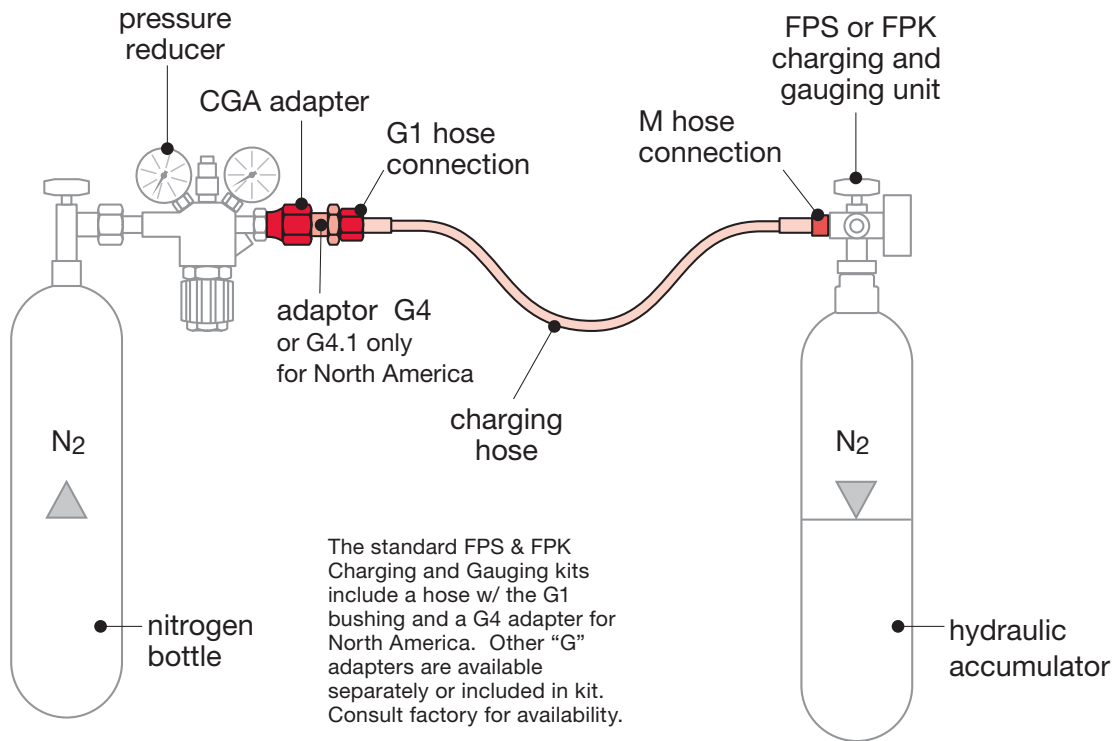 pressure
reducer
CGA adapter
G1 hose
connection
M hose
connection
FPS or FPK
charging and
gauging unit
adaptor  G4
or G4.1 only
for North America
charging
hose
N2
N2
The standard FPS & FPK
Charging and Gauging kits
include a hose w/ the G1
bushing and a G4 adapter for
North America.  Other “G”
adapters are available
separately or included in kit.
Consult factory for availability.
nitrogen
bottle
hydraulic
accumulator